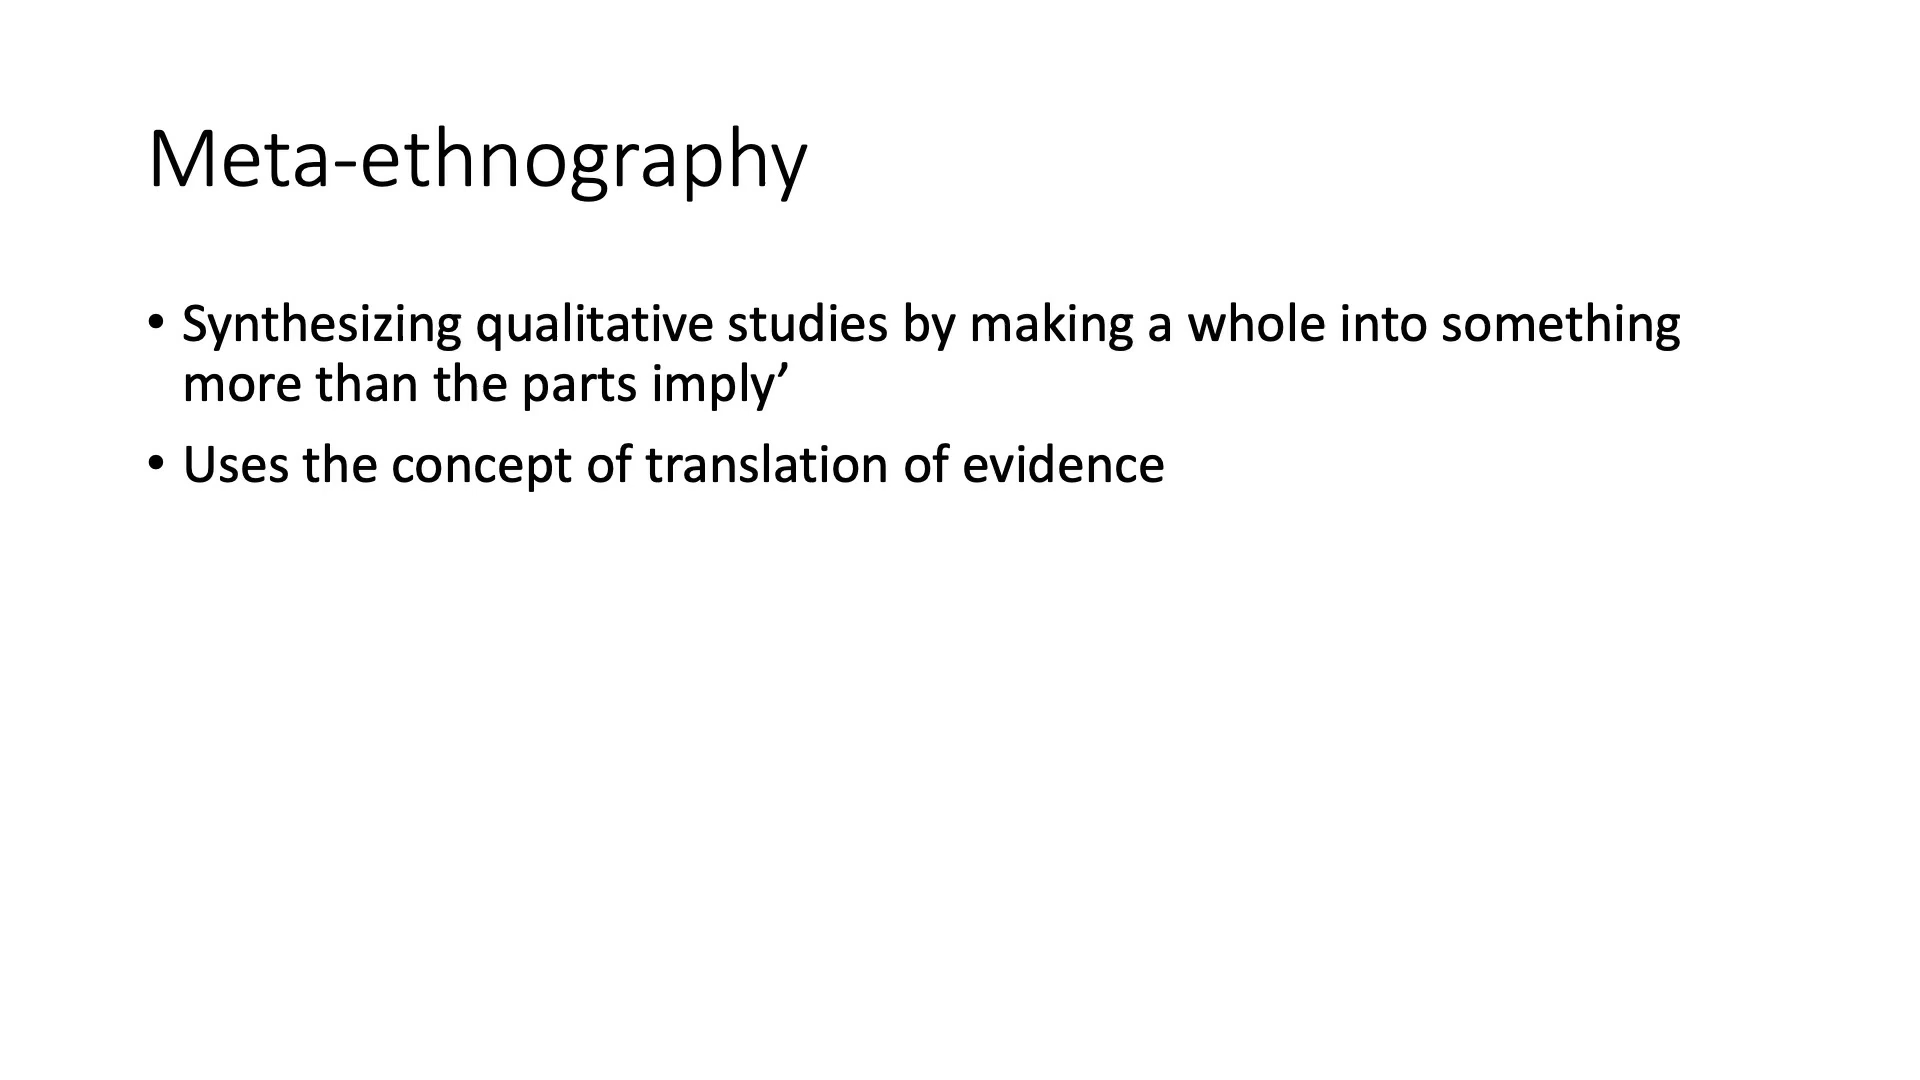 Meta-ethnography
• Synthesizing qualitative studies by making a whole into something
more than the parts imply’
• Uses the concept of translation of evidence